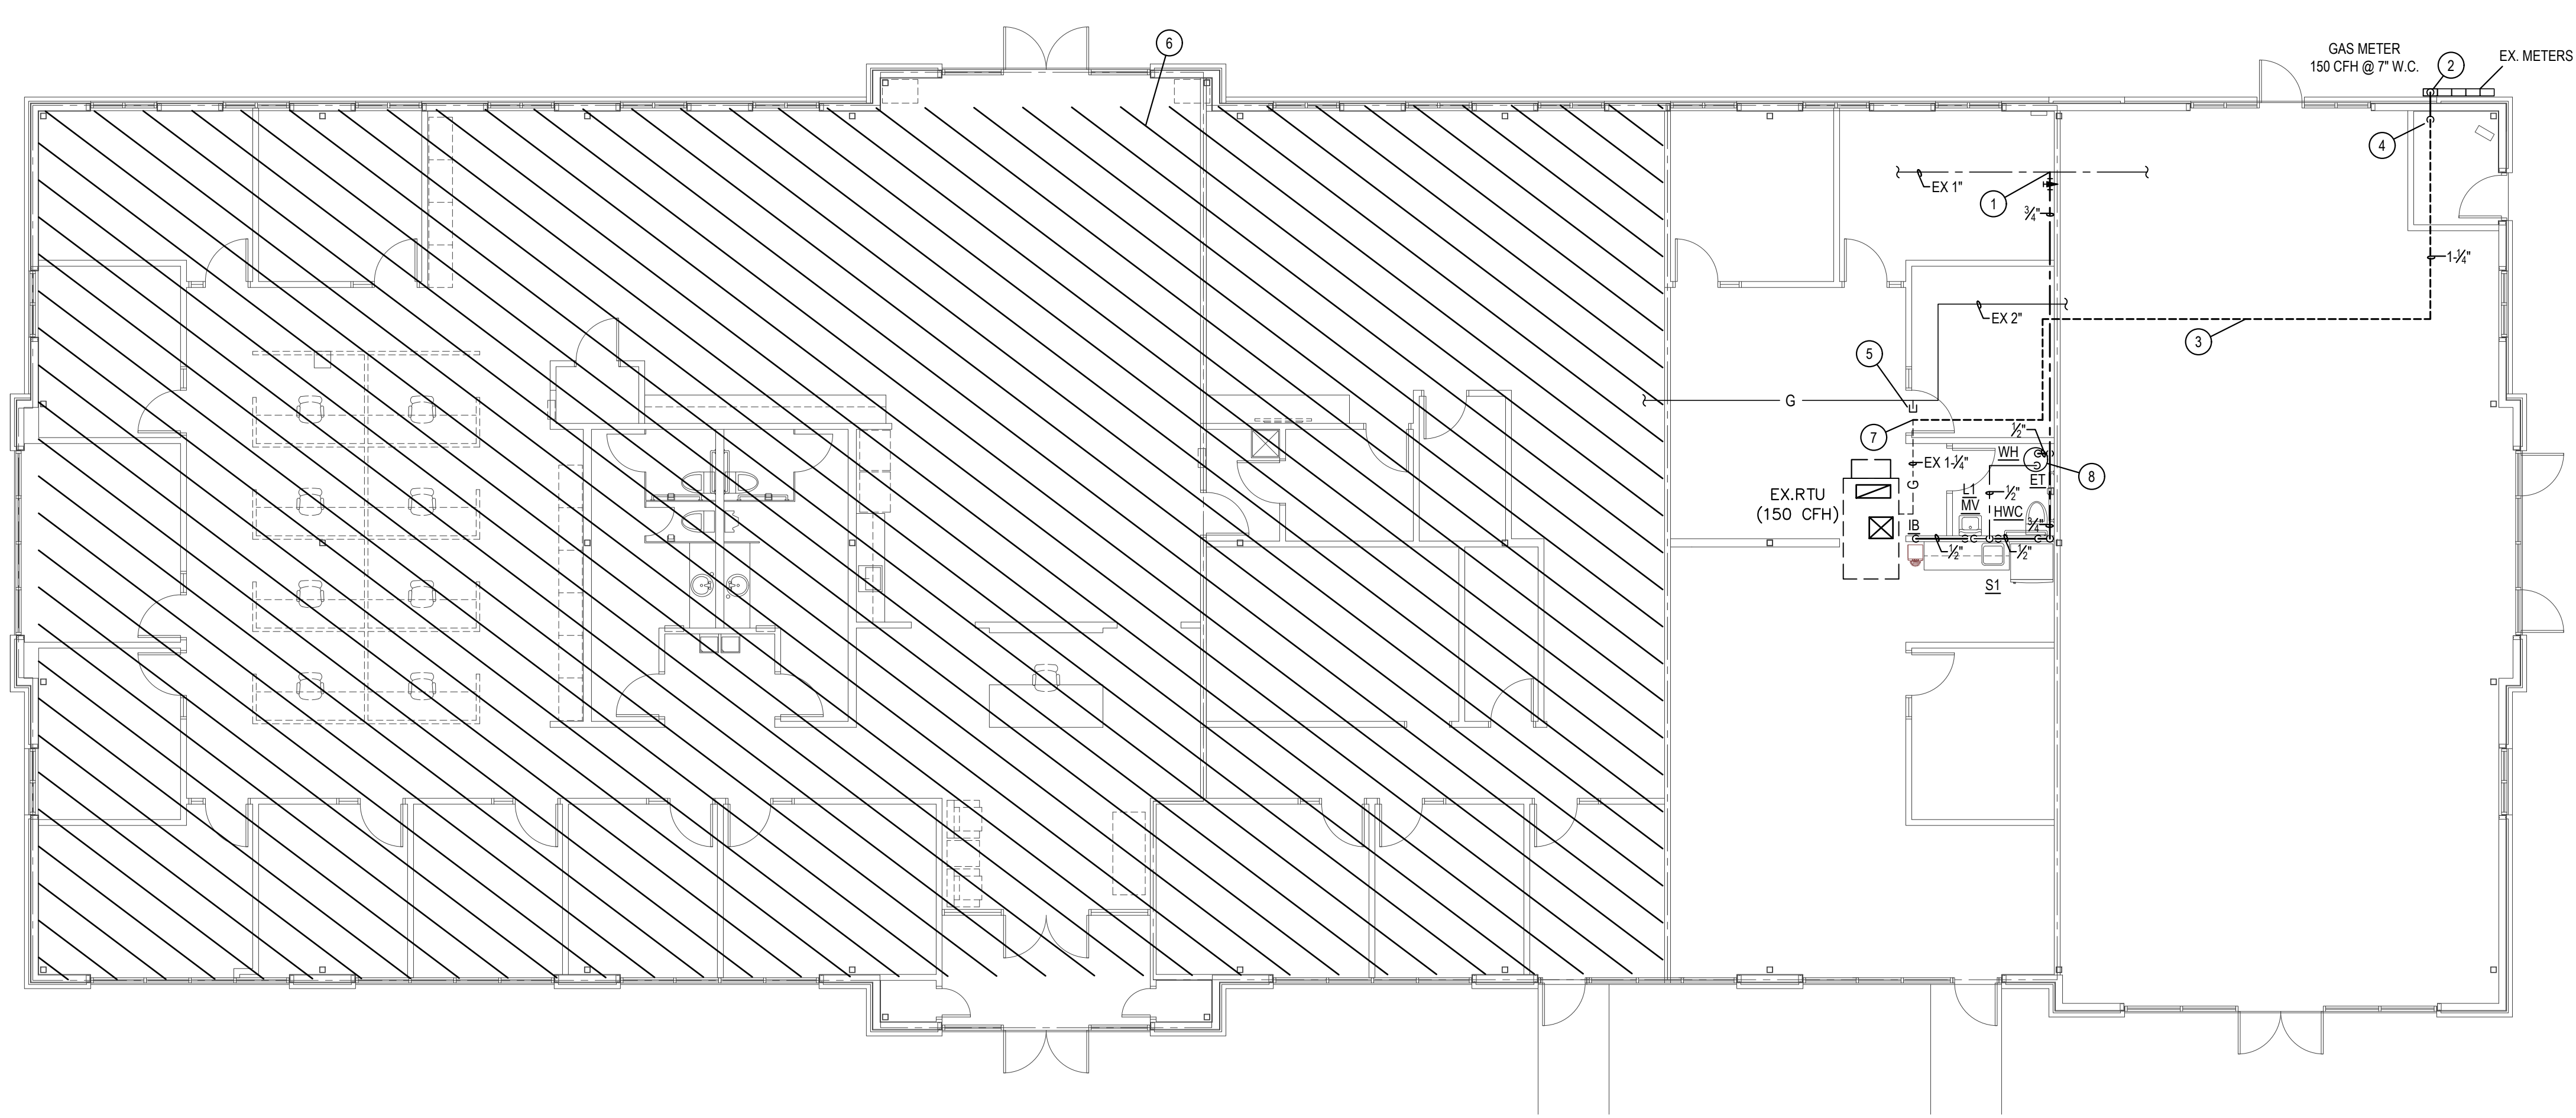 6
GAS METER
150 CFH @ 7" W.C.
2
EX. METERS
4
EX 1"
1
¾"
1-¼"
EX 2"
3
5
G
7
½"
WH
8
EX 1-¼"
ET
G
EX.RTU
(150 CFH)
L1
MV
½"
HWC
¾"
IB
½"
½"
S1